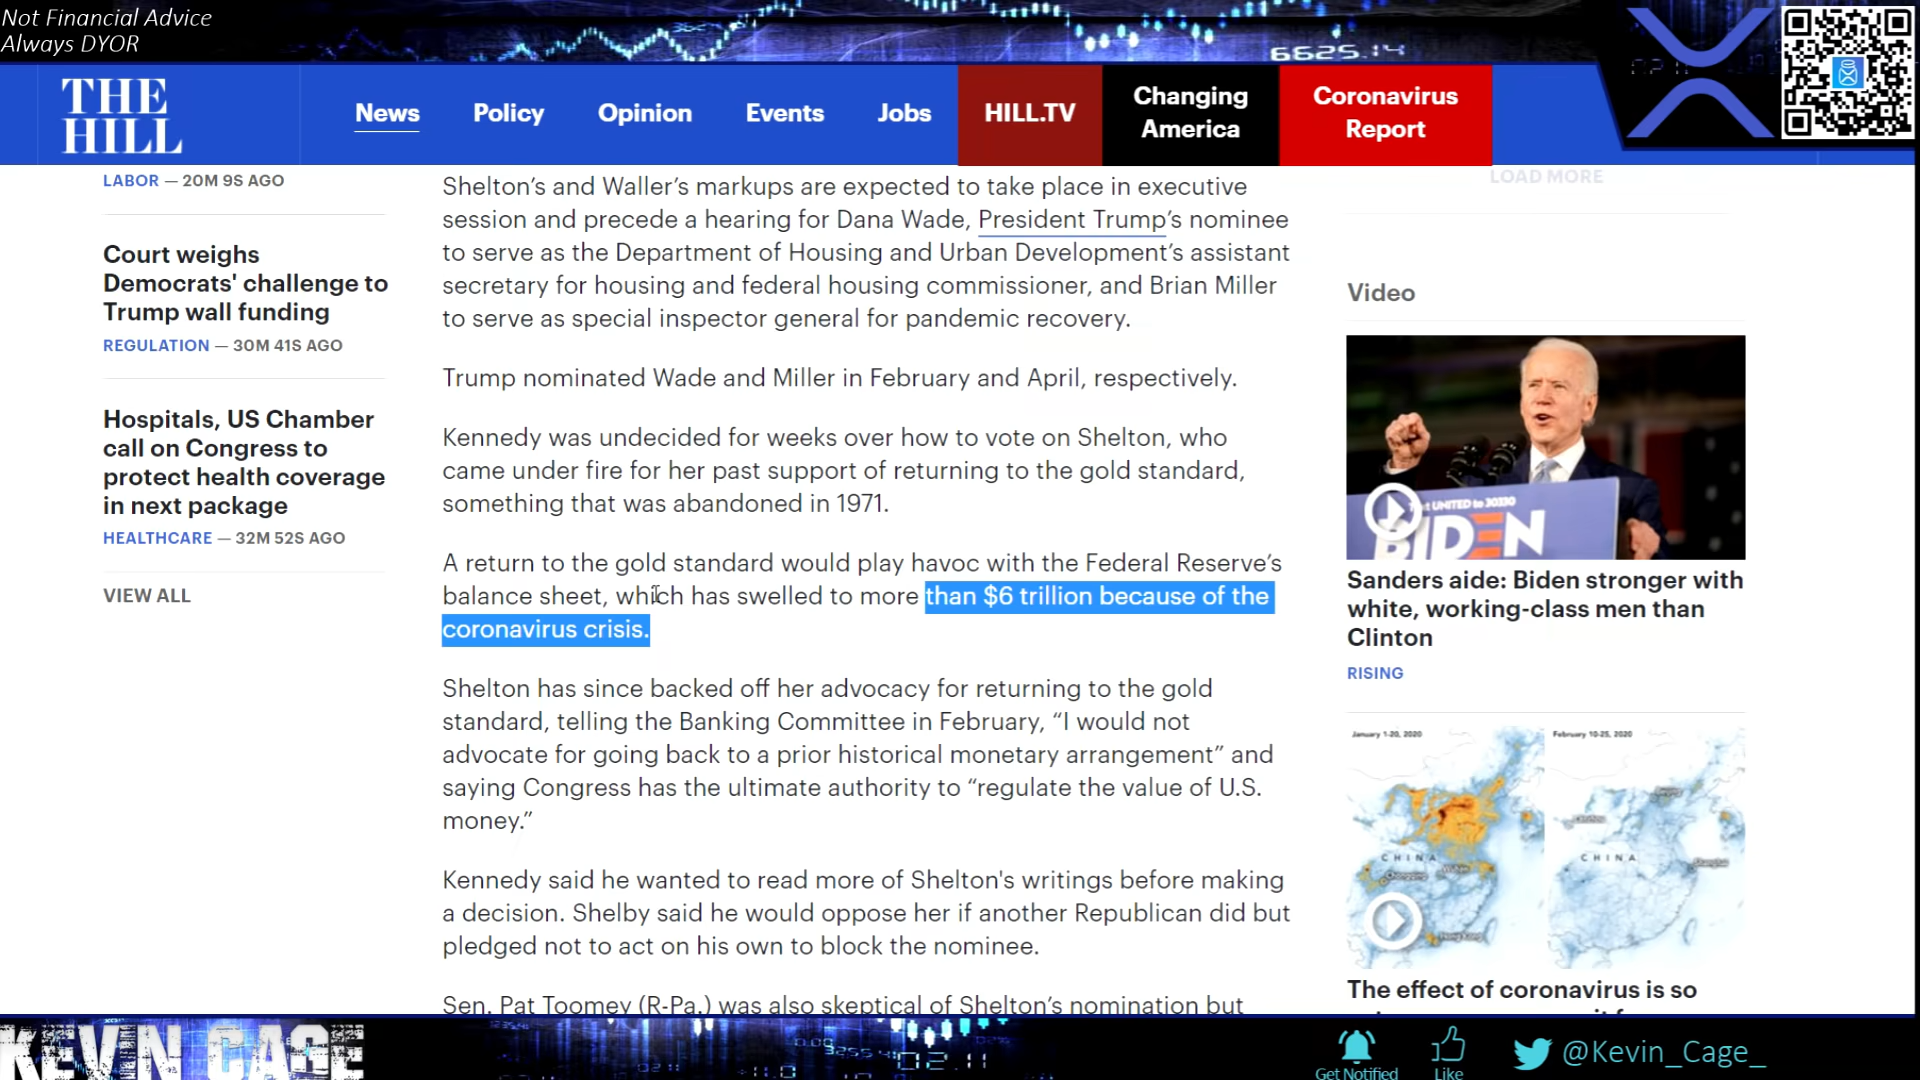 Not Financial Advice
Always DYOR
6625.14
THE
HILL
News
Policy
Opinion
Events
Jobs
HILL.TV
Changing
America
Coronavirus
Report
LABOR — 20M 9S AGO
Court weighs
Democrats' challenge to
Trump wall funding
REGULATION — 30M 41S AGO
Hospitals, US Chamber
call on Congress to
protect health coverage
in next package
HEALTHCARE — 32M 52S AGO
VIEW ALL
Shelton’s and Waller’s markups are expected to take place in executive
session and precede a hearing for Dana Wade, President Trump’s nominee
to serve as the Department of Housing and Urban Development’s assistant
secretary for housing and federal housing commissioner, and Brian Miller
to serve as special inspector general for pandemic recovery.
Trump nominated Wade and Miller in February and April, respectively.
Kennedy was undecided for weeks over how to vote on Shelton, who
came under fire for her past support of returning to the gold standard,
something that was abandoned in 1971.
A return to the gold standard would play havoc with the Federal Reserve’s
balance sheet, which has swelled to more than $6 trillion because of the
coronavirus crisis.
Shelton has since backed off her advocacy for returning to the gold
standard, telling the Banking Committee in February, “I would not
advocate for going back to a prior historical monetary arrangement” and
saying Congress has the ultimate authority to “regulate the value of U.S.
money.”
Kennedy said he wanted to read more of Shelton's writings before making
a decision. Shelby said he would oppose her if another Republican did but
pledged not to act on his own to block the nominee.
Sen. Pat Toomey (R-Pa.) was also skeptical of Shelton’s nomination but
LOAD MORE
Video
UNITED to 30330
BIDEN
Sanders aide: Biden stronger with
white, working-class men than
Clinton
RISING
January 1-20, 2020
February 10-25, 2020
CHINA
CHINA
The effect of coronavirus is so
KEVIN CAGE
02.11
Get Notified
Like
@Kevin_Cage_